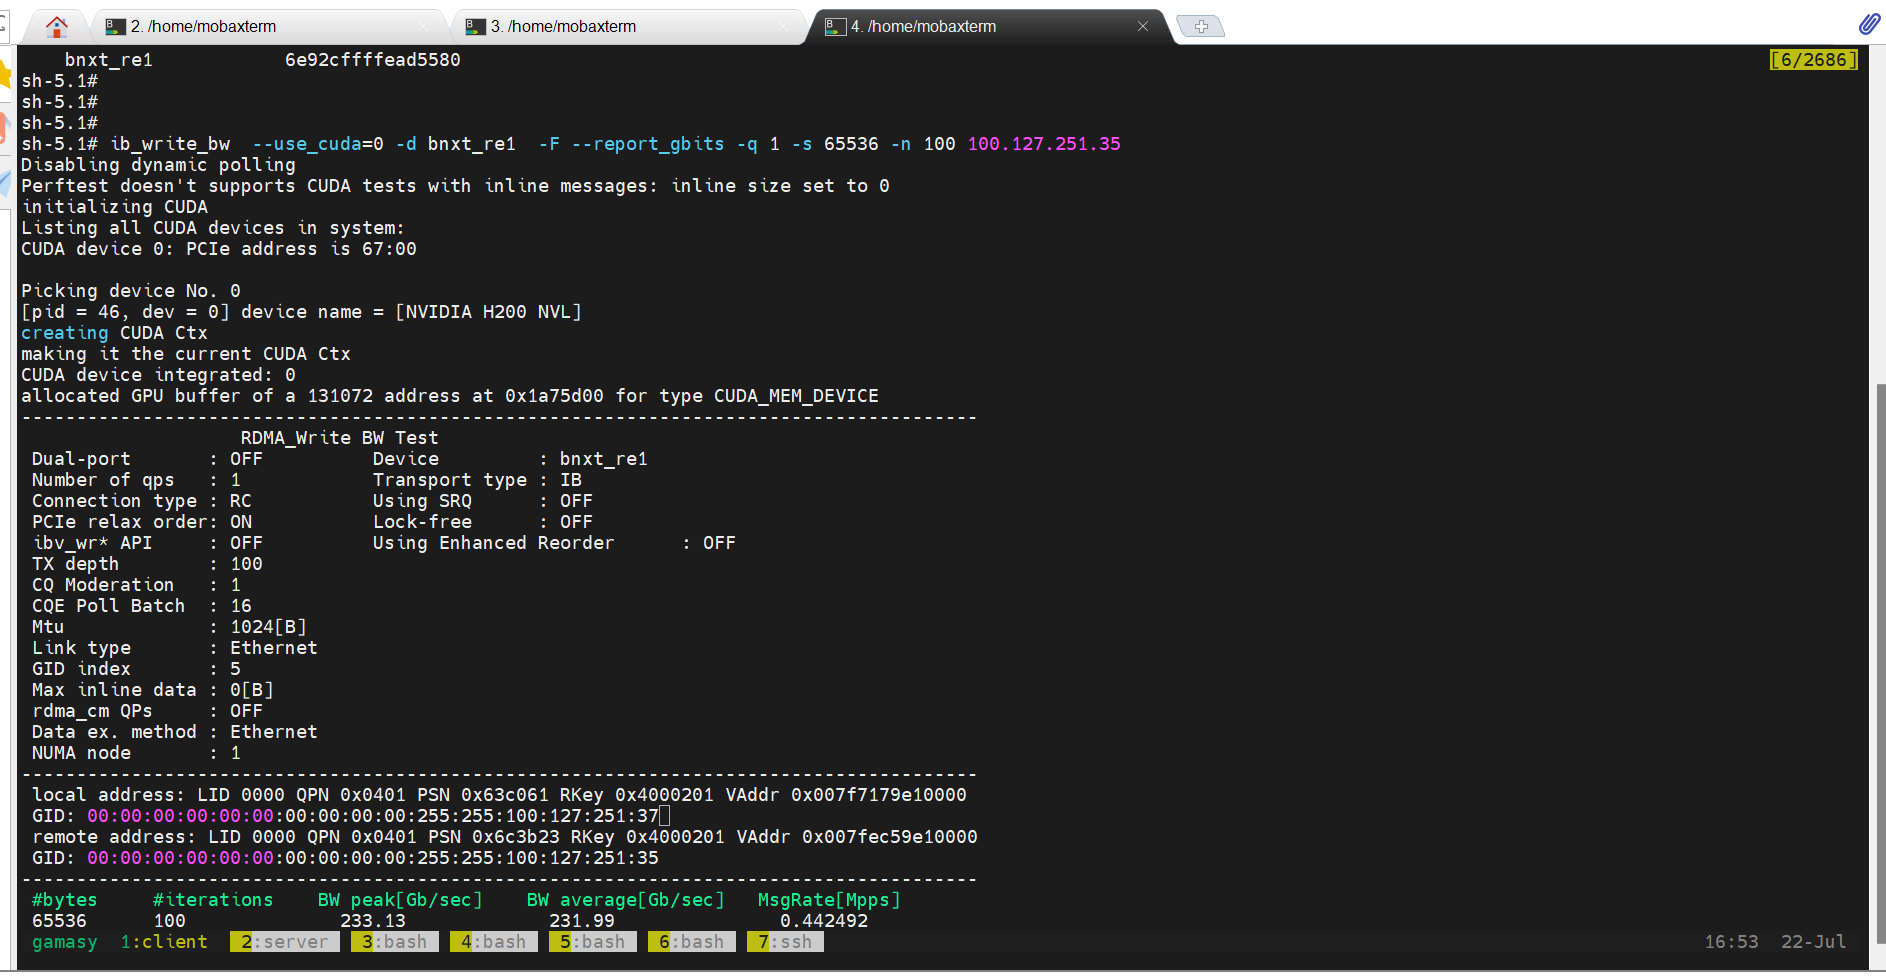 2. /home/mobaxterm
3. /home/mobaxterm
4. /home/mobaxterm
bnxt_re1 6e92cffffead5580 [6/2686]
sh-5.1#
sh-5.1#
sh-5.1#
sh-5.1# ib_write_bw --use_cuda=0 -d bnxt_re1 -F --report_gbits -q 1 -s 65536 -n 100 100.127.251.35
Disabling dynamic polling
Perftest doesn't supports CUDA tests with inline messages: inline size set to 0
initializing CUDA
Listing all CUDA devices in system:
CUDA device 0: PCIe address is 67:00
Picking device No. 0
[pid = 46, dev = 0] device name = [NVIDIA H200 NVL]
creating CUDA Ctx
making it the current CUDA Ctx
CUDA device integrated: 0
allocated GPU buffer of a 131072 address at 0x1a75d00 for type CUDA_MEM_DEVICE
---------------------------------------------------------------------------------------
RDMA_Write BW Test
Dual-port : OFF Device : bnxt_re1
Number of qps : 1 Transport type : IB
Connection type : RC Using SRQ : OFF
PCIe relax order: ON Lock-free : OFF
ibv_wr* API : OFF Using Enhanced Reorder : OFF
TX depth : 100
CQ Moderation : 1
CQE Poll Batch : 16
Mtu : 1024[B]
Link type : Ethernet
GID index : 5
Max inline data : 0[B]
rdma_cm QPs : OFF
Data ex. method : Ethernet
NUMA node : 1
---------------------------------------------------------------------------------------
local address: LID 0000 QPN 0x0401 PSN 0x63c061 RKey 0x4000201 VAddr 0x007f7179e10000
GID: 00:00:00:00:00:00:00:00:00:00:255:255:100:127:251:37
remote address: LID 0000 QPN 0x0401 PSN 0x6c3b23 RKey 0x4000201 VAddr 0x007fec59e10000
GID: 00:00:00:00:00:00:00:00:00:00:255:255:100:127:251:35
---------------------------------------------------------------------------------------
#bytes #iterations BW peak[Gb/sec] BW average[Gb/sec] MsgRate[Mpps]
65536 100 233.13 231.99 0.442492
gamasy 1:client 2:server 3:bash 4:bash 5:bash 6:bash 7:ssh 16:53 22-Jul